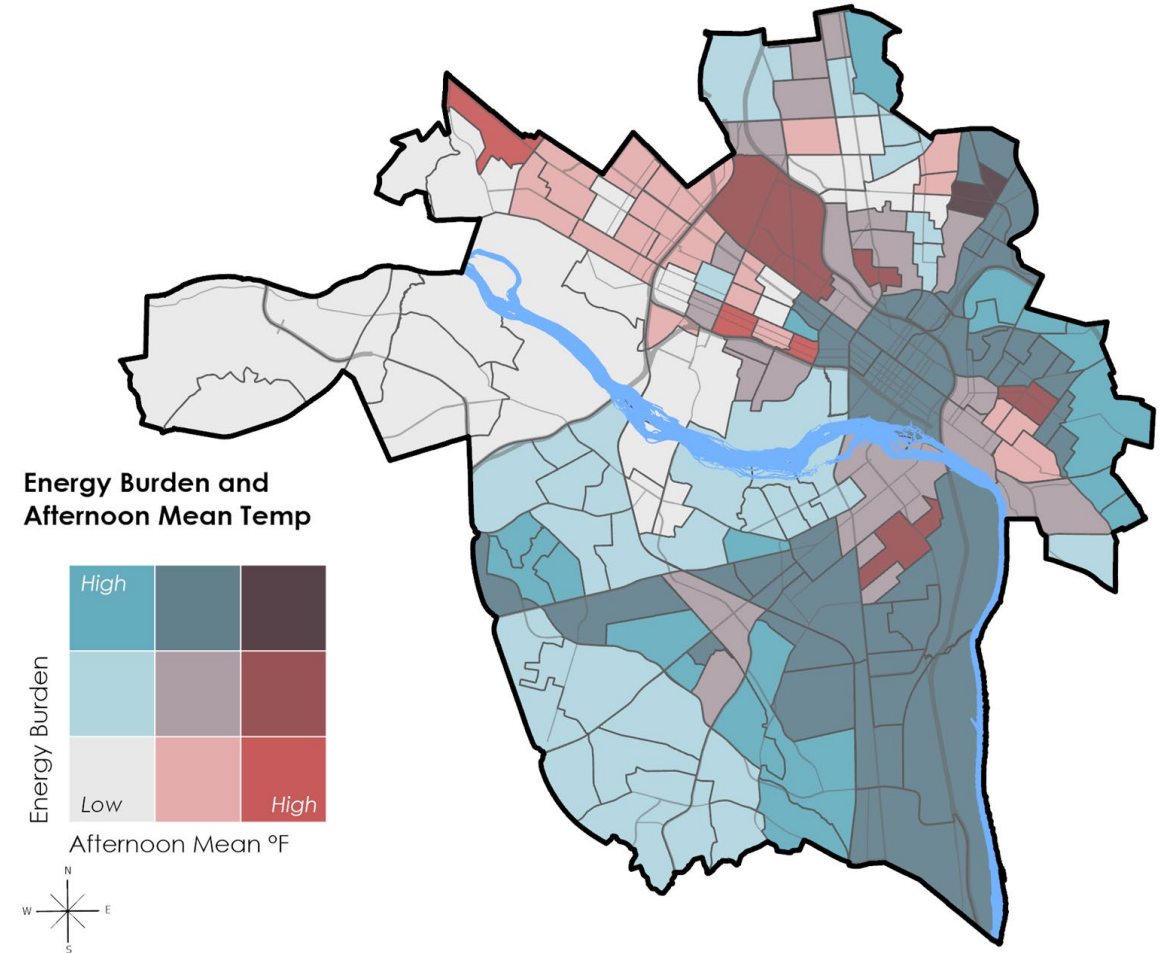 Energy Burden and
Afternoon Mean Temp
High
Energy Burden
Low
High
Afternoon Mean °F
N
W
E
S